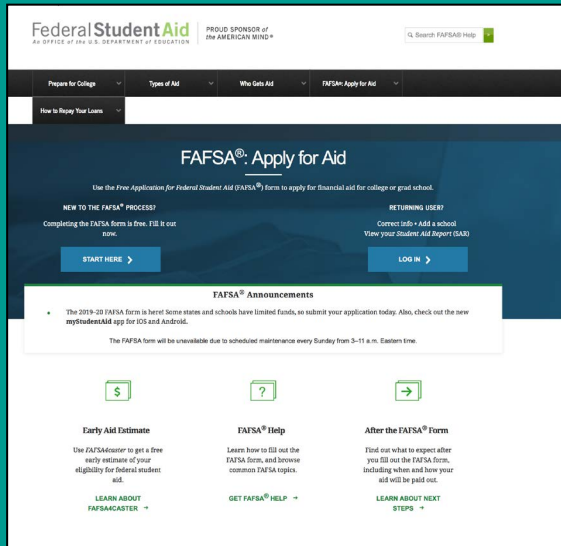 Federal Student Aid
An OFFICE of the U.S. DEPARTMENT of EDUCATION
PROUD SPONSOR of
the AMERICAN MIND®
Search FAFSA® Help
Prepare for College
Types of Aid
Who Gets Aid
FAFSA®: Apply for Aid
How to Repay Your Loans
FAFSA®: Apply for Aid
Use the Free Application for Federal Student Aid (FAFSA®) form to apply for financial aid for college or grad school.
NEW TO THE FAFSA® PROCESS?
Completing the FAFSA form is free. Fill it out
now.
START HERE
RETURNING USER?
Correct info • Add a school
View your Student Aid Report (SAR)
LOG IN
FAFSA® Announcements
• The 2019–20 FAFSA form is here! Some states and schools have limited funds, so submit your application today. Also, check out the new
myStudentAid app for IOS and Android.
The FAFSA form will be unavailable due to scheduled maintenance every Sunday from 3–11 a.m. Eastern time.
$
Early Aid Estimate
Use FAFSA4caster to get a free
early estimate of your
eligibility for federal student
aid.
LEARN ABOUT
FAFSA4CASTER →
?
FAFSA® Help
Learn how to fill out the
FAFSA form, and browse
common FAFSA topics.
GET FAFSA® HELP →
After the FAFSA® Form
Find out what to expect after
you fill out the FAFSA form,
including when and how your
aid will be paid out.
LEARN ABOUT NEXT
STEPS →